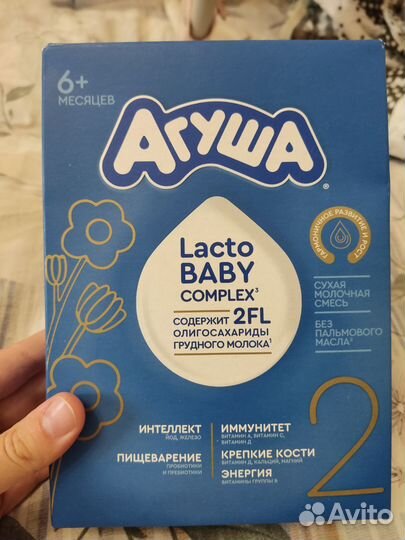 6+
МЕСЯЦЕВ
АГУША®
ГАРМОНИЧНОЕ РАЗВИТИЕ И РОСТ
Lacto
BABY
COMPLEX³
СОДЕРЖИТ 2FL
ОЛИГОСАХАРИДЫ
ГРУДНОГО МОЛОКА¹
СУХАЯ
МОЛОЧНАЯ
СМЕСЬ
БЕЗ
ПАЛЬМОВОГО
МАСЛА²
ИНТЕЛЛЕКТ
ЙОД, ЖЕЛЕЗО
ИММУНИТЕТ
ВИТАМИН А, ВИТАМИН С,
ВИТАМИН Д
ПИЩЕВАРЕНИЕ
ПРОБИОТИКИ
И ПРЕБИОТИКИ
КРЕПКИЕ КОСТИ
ВИТАМИН Д, КАЛЬЦИЙ, МАГНИЙ
ЭНЕРГИЯ
ВИТАМИНЫ ГРУППЫ В
2
Avito